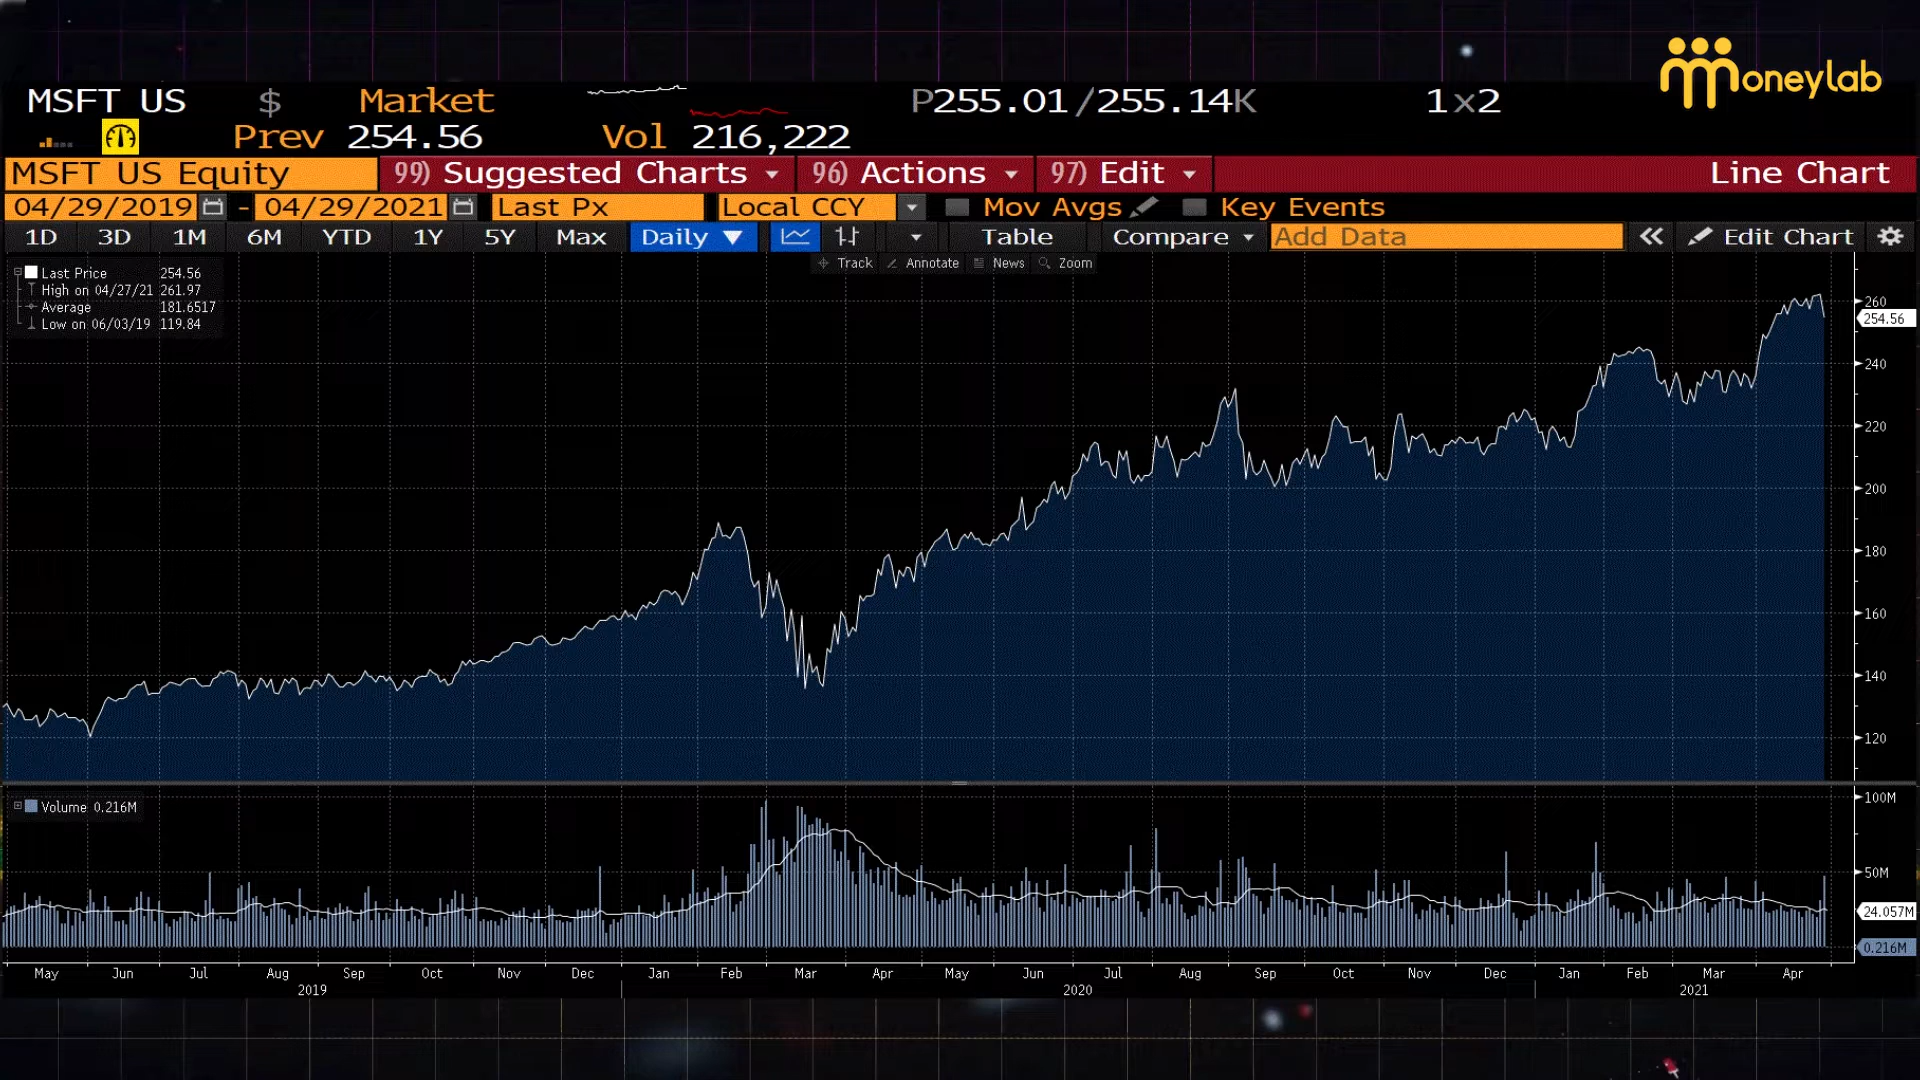 moneylab
MSFT US $ Market P255.01/255.14K 1x2
Prev 254.56 Vol 216,222
MSFT US Equity 99) Suggested Charts 96) Actions 97) Edit Line Chart
04/29/2019 - 04/29/2021 Last Px Local CCY Mov Avgs Key Events
1D 3D 1M 6M YTD 1Y 5Y Max Daily ▼ Table Compare Add Data « Edit Chart
Track Annotate News Zoom
Last Price 254.56
High on 04/27/21 261.97
Average 181.6517
Low on 06/03/19 119.84
260
254.56
240
220
200
180
160
140
120
Volume 0.216M
100M
50M
24.057M
0.216M
May Jun Jul Aug Sep Oct Nov Dec Jan Feb Mar Apr May Jun Jul Aug Sep Oct Nov Dec Jan Feb Mar Apr
2019 2020 2021